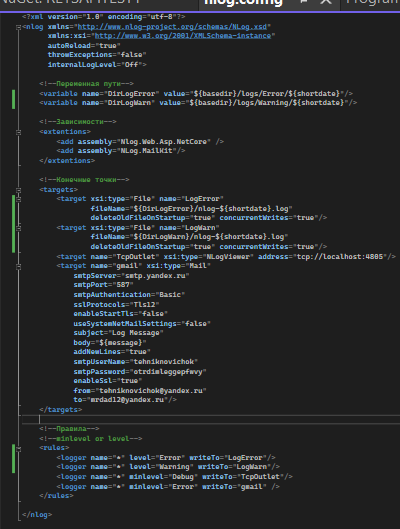 nlog.config
Program
<?xml version="1.0" encoding="utf-8"?>
<nlog xmlns="http://www.nlog-project.org/schemas/NLog.xsd"
xmlns:xsi="http://www.w3.org/2001/XMLSchema-instance"
autoReload="true"
throwExceptions="false"
internalLogLevel="Off">
<!--Переменная пути-->
<variable name="DirLogError" value="${basedir}/logs/Error/${shortdate}"/>
<variable name="DirLogWarn" value="${basedir}/logs/Warning/${shortdate}"/>
<!--Зависимости-->
<extentions>
<add assembly="Nlog.Web.Asp.NetCore" />
<add assembly="NLog.MailKit"/>
</extentions>
<!--Конечные точки-->
<targets>
<target xsi:type="File" name="LogError"
fileName="${DirLogError}/nlog-${shortdate}.log"
deleteOldFileOnStartup="true" concurrentWrites="true"/>
<target xsi:type="File" name="LogWarn"
fileName="${DirLogWarn}/nlog-${shortdate}.log"
deleteOldFileOnStartup="true" concurrentWrites="true"/>
<target name="TcpOutlet" xsi:type="NLogViewer" address="tcp://localhost:4805"/>
<target name="gmail" xsi:type="Mail"
smtpServer="smtp.yandex.ru"
smtpPort="587"
smtpAuthentication="Basic"
sslProtocols="Tls12"
enableStartTls="false"
useSystemNetMailSettings="false"
subject="Log Message"
body="${message}"
addNewLines="true"
smtpUserName="tehniknovichok"
smtpPassword="otrdimleggepfwvy"
enableSsl="true"
from="tehniknovichok@yandex.ru"
to="mrdad12@yandex.ru"/>
</targets>
<!--Правила-->
<!--minlevel or level-->
<rules>
<logger name="*" level="Error" writeTo="LogError"/>
<logger name="*" level="Warning" writeTo="LogWarn"/>
<logger name="*" minlevel="Debug" writeTo="TcpOutlet"/>
<logger name="*" minlevel="Error" writeTo="gmail" />
</rules>
</nlog>